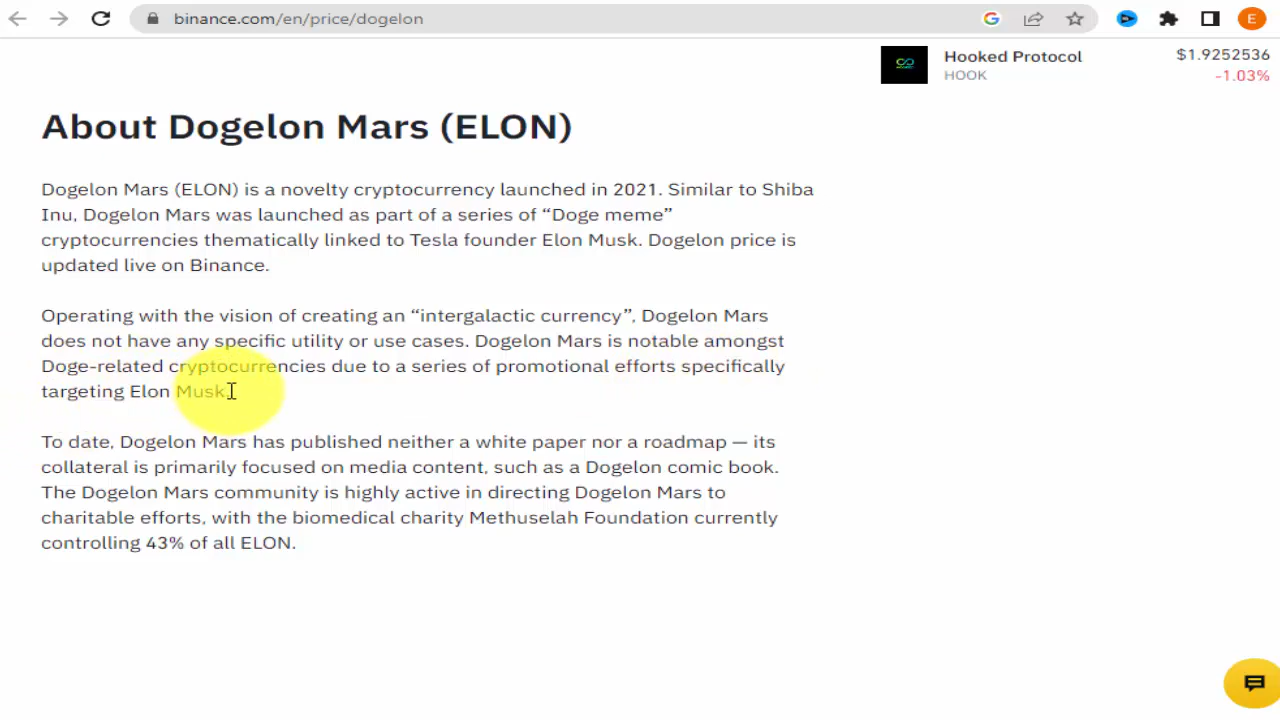 binance.com/en/price/dogelon
G
E
Hooked Protocol
$1.9252536
HOOK
-1.03%
About Dogelon Mars (ELON)
Dogelon Mars (ELON) is a novelty cryptocurrency launched in 2021. Similar to Shiba
Inu, Dogelon Mars was launched as part of a series of “Doge meme”
cryptocurrencies thematically linked to Tesla founder Elon Musk. Dogelon price is
updated live on Binance.
Operating with the vision of creating an “intergalactic currency”, Dogelon Mars
does not have any specific utility or use cases. Dogelon Mars is notable amongst
Doge-related cryptocurrencies due to a series of promotional efforts specifically
targeting Elon Musk.
To date, Dogelon Mars has published neither a white paper nor a roadmap — its
collateral is primarily focused on media content, such as a Dogelon comic book.
The Dogelon Mars community is highly active in directing Dogelon Mars to
charitable efforts, with the biomedical charity Methuselah Foundation currently
controlling 43% of all ELON.